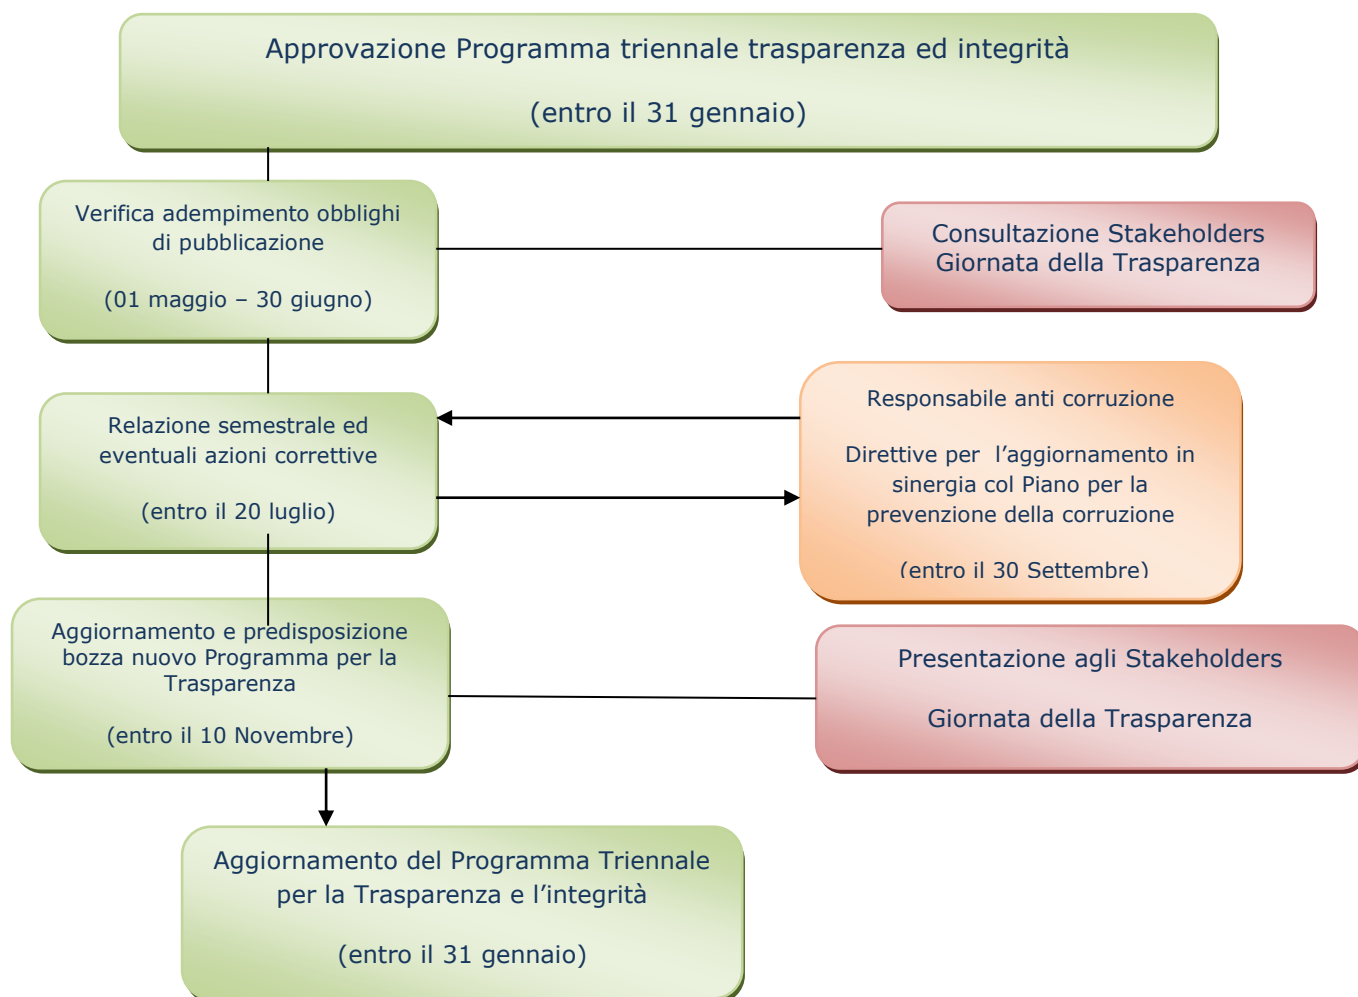 Approvazione Programma triennale trasparenza ed integrità
(entro il 31 gennaio)
Verifica adempimento obblighi
di pubblicazione
(01 maggio – 30 giugno)
Consultazione Stakeholders
Giornata della Trasparenza
Relazione semestrale ed
eventuali azioni correttive
(entro il 20 luglio)
Responsabile anti corruzione
Direttive per  l’aggiornamento in
sinergia col Piano per la
prevenzione della corruzione
(entro il 30 Settembre)
Aggiornamento e predisposizione
bozza nuovo Programma per la
Trasparenza
(entro il 10 Novembre)
Presentazione agli Stakeholders
Giornata della Trasparenza
Aggiornamento del Programma Triennale
per la Trasparenza e l’integrità
(entro il 31 gennaio)